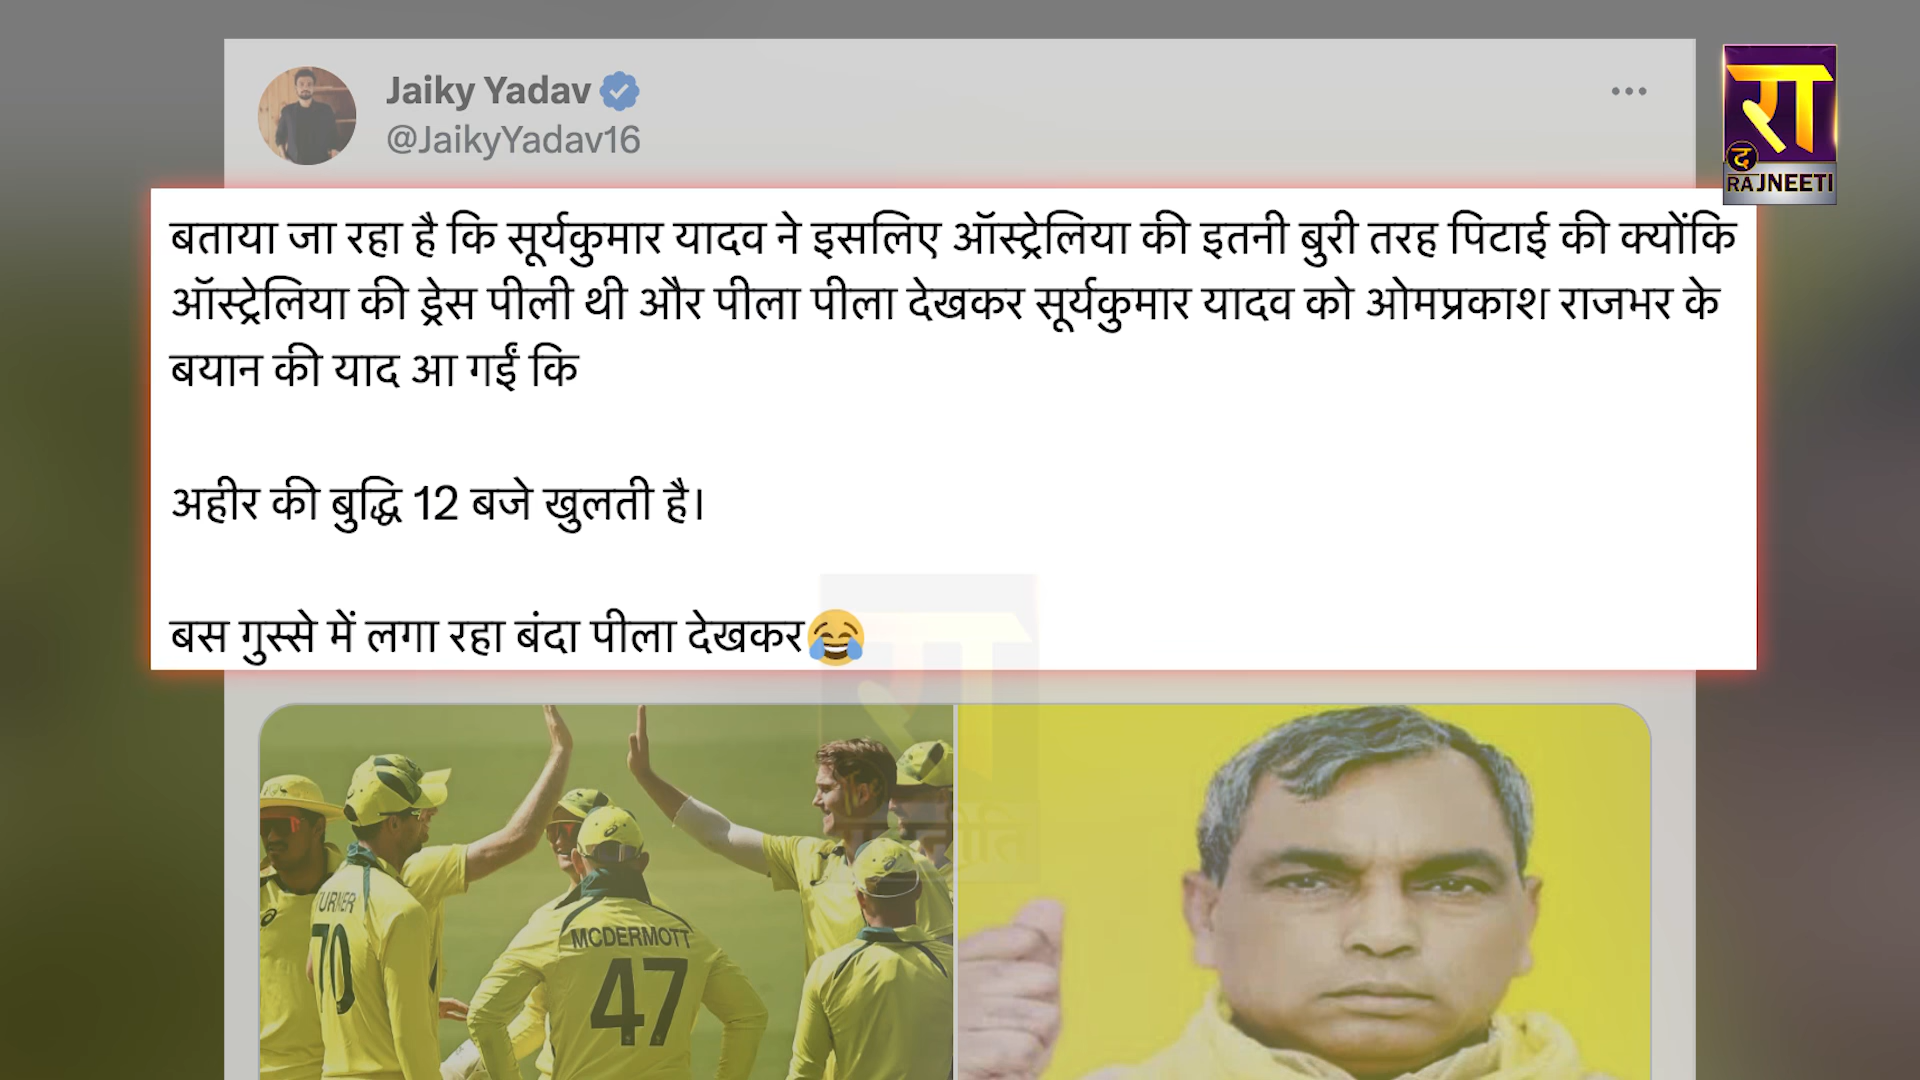 Jaiky Yadav
@JaikyYadav16
रा
द
RAJNEETI
बताया जा रहा है कि सूर्यकुमार यादव ने इसलिए ऑस्ट्रेलिया की इतनी बुरी तरह पिटाई की क्योंकि
ऑस्ट्रेलिया की ड्रेस पीली थी और पीला पीला देखकर सूर्यकुमार यादव को ओमप्रकाश राजभर के
बयान की याद आ गईं कि
अहीर की बुद्धि 12 बजे खुलती है।
बस गुस्से में लगा रहा बंदा पीला देखकर😂
TURNER
70
MCDERMOTT
47